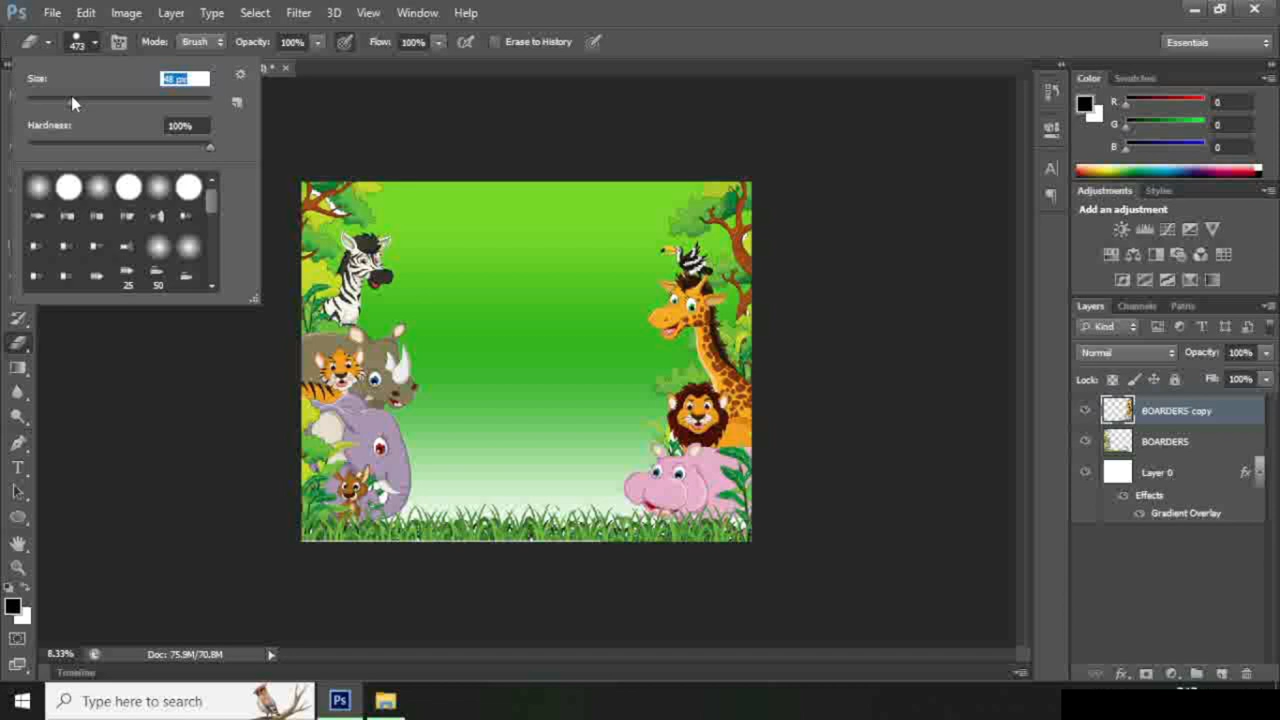 Ps File Edit Image Layer Type Select Filter 3D View Window Help
473 Mode: Brush Opacity: 100% Flow: 100% Erase to History Essentials
) * ×
Size: 48 px
Hardness: 100%
25 50
Color Swatches
R 0
G 0
B 0
Adjustments Styles
Add an adjustment
Layers Channels Paths
Kind
Normal Opacity: 100%
Lock: Fill: 100%
BOARDERS copy
BOARDERS
Layer 0 fx
Effects
Gradient Overlay
8.33% Doc: 75.9M/70.8M
Timeline
Type here to search Ps